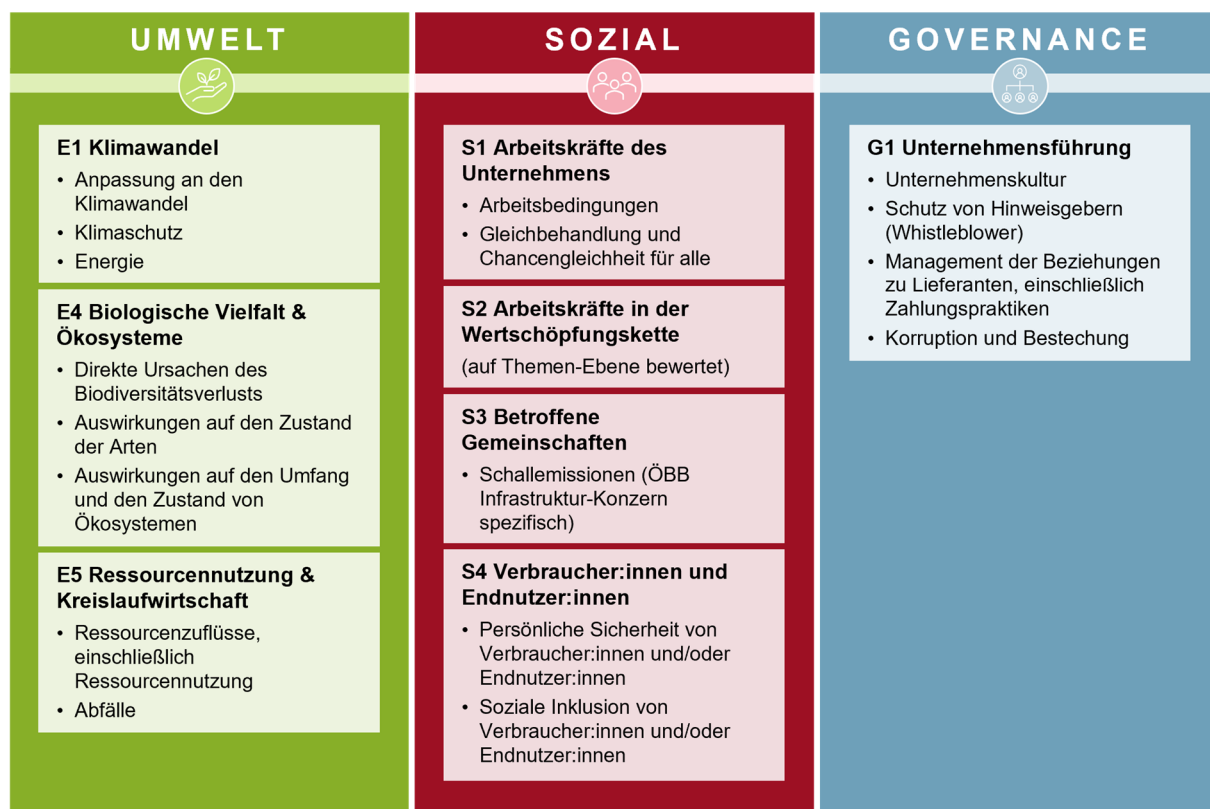 UMWELT
E1 Klimawandel
• Anpassung an den
Klimawandel
• Klimaschutz
• Energie
E4 Biologische Vielfalt &
Ökosysteme
• Direkte Ursachen des
Biodiversitätsverlusts
• Auswirkungen auf den Zustand
der Arten
• Auswirkungen auf den Umfang
und den Zustand von
Ökosystemen
E5 Ressourcennutzung &
Kreislaufwirtschaft
• Ressourcenzuflüsse,
einschließlich
Ressourcennutzung
• Abfälle
SOZIAL
S1 Arbeitskräfte des
Unternehmens
• Arbeitsbedingungen
• Gleichbehandlung und
Chancengleichheit für alle
S2 Arbeitskräfte in der
Wertschöpfungskette
(auf Themen-Ebene bewertet)
S3 Betroffene
Gemeinschaften
• Schallemissionen (ÖBB
Infrastruktur-Konzern
spezifisch)
S4 Verbraucher:innen und
Endnutzer:innen
• Persönliche Sicherheit von
Verbraucher:innen und/oder
Endnutzer:innen
• Soziale Inklusion von
Verbraucher:innen und/oder
Endnutzer:innen
GOVERNANCE
G1 Unternehmensführung
• Unternehmenskultur
• Schutz von Hinweisgebern
(Whistleblower)
• Management der Beziehungen
zu Lieferanten, einschließlich
Zahlungspraktiken
• Korruption und Bestechung